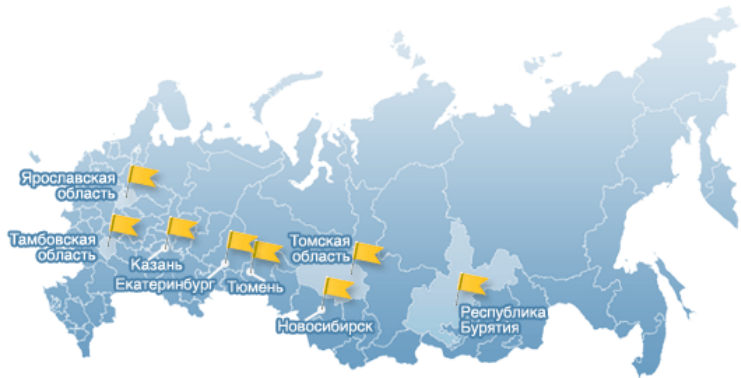 Ярославская
область
Тамбовская
область
Казань
Екатеринбург
Тюмень
Томская
область
Новосибирск
Республика
Бурятия